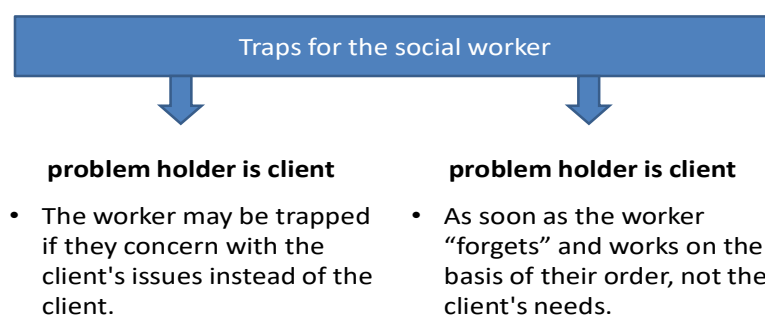 Traps for the social worker
problem holder is client
• The worker may be trapped
if they concern with the
client's issues instead of the
client.
problem holder is client
• As soon as the worker
“forgets” and works on the
basis of their order, not the
client's needs.